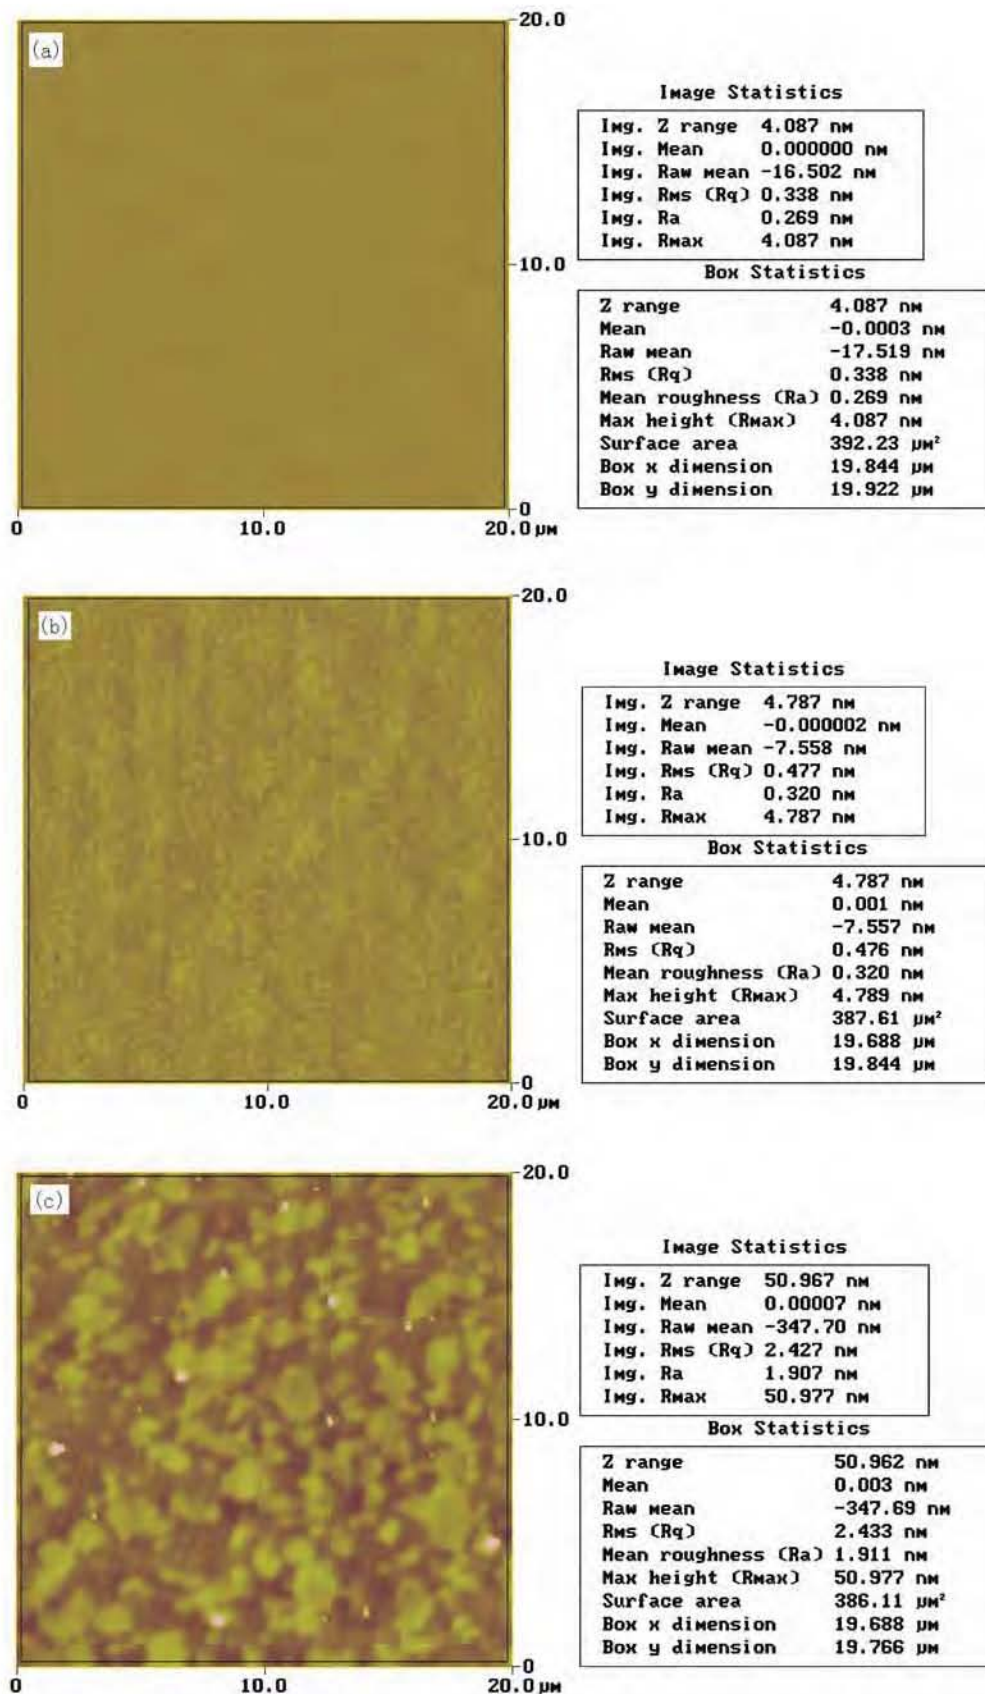 (a)
20.0
10.0
0
0 10.0 20.0 μm
Image Statistics
Img. Z range 4.087 nm
Img. Mean 0.000000 nm
Img. Raw mean -16.502 nm
Img. Rms (Rq) 0.338 nm
Img. Ra 0.269 nm
Img. Rmax 4.087 nm
Box Statistics
Z range 4.087 nm
Mean -0.0003 nm
Raw mean -17.519 nm
Rms (Rq) 0.338 nm
Mean roughness (Ra) 0.269 nm
Max height (Rmax) 4.087 nm
Surface area 392.23 μm²
Box x dimension 19.844 μm
Box y dimension 19.922 μm
(b)
20.0
10.0
0
0 10.0 20.0 μm
Image Statistics
Img. Z range 4.787 nm
Img. Mean -0.000002 nm
Img. Raw mean -7.558 nm
Img. Rms (Rq) 0.477 nm
Img. Ra 0.320 nm
Img. Rmax 4.787 nm
Box Statistics
Z range 4.787 nm
Mean 0.001 nm
Raw mean -7.557 nm
Rms (Rq) 0.476 nm
Mean roughness (Ra) 0.320 nm
Max height (Rmax) 4.789 nm
Surface area 387.61 μm²
Box x dimension 19.688 μm
Box y dimension 19.844 μm
(c)
20.0
10.0
0
0 10.0 20.0 μm
Image Statistics
Img. Z range 50.967 nm
Img. Mean 0.00007 nm
Img. Raw mean -347.70 nm
Img. Rms (Rq) 2.427 nm
Img. Ra 1.907 nm
Img. Rmax 50.977 nm
Box Statistics
Z range 50.962 nm
Mean 0.003 nm
Raw mean -347.69 nm
Rms (Rq) 2.433 nm
Mean roughness (Ra) 1.911 nm
Max height (Rmax) 50.977 nm
Surface area 386.11 μm²
Box x dimension 19.688 μm
Box y dimension 19.766 μm